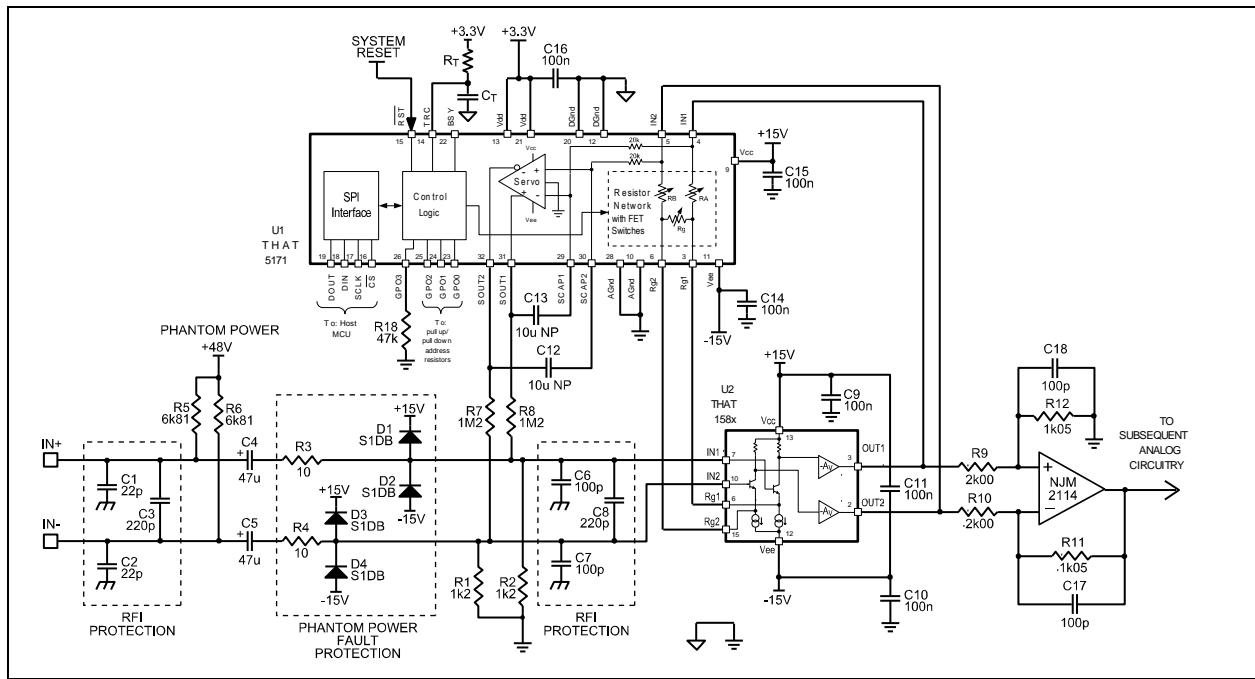 +3.3V
+3.3V
SYSTEM
RESET
RT
CT
C16
100n
RST
TRC
BSY
Vdd
Vdd
DGnd
DGnd
IN2
IN1
15
14
22
13
21
20
12
5
4
20k
20k
Vcc
9
+15V
C15
100n
Vcc
Servo
Vee
SPI
Interface
Control
Logic
Resistor
Network
with FET
Switches
RB
RA
Rg
U1
THAT
5171
19
18
17
16
26
25
24
23
32
31
29
30
28
10
6
3
11
DOUT
DIN
SCLK
CS
GPO3
GPO2
GPO1
GPO0
SOUT2
SOUT1
SCAP1
SCAP2
AGnd
AGnd
Rg2
Rg1
Vee
To: Host
MCU
R18
47k
To:
pull up/
pull down
address
resistors
C13
10u NP
C12
10u NP
C14
100n
-15V
PHANTOM POWER
+48V
R5
6k81
R6
6k81
C4
+
47u
R3
10
+15V
D1
S1DB
D2
S1DB
-15V
R7
1M2
R8
1M2
+15V
D3
S1DB
D4
S1DB
-15V
IN+
C1
22p
C3
220p
IN-
C2
22p
C5
+
47u
R4
10
R1
1k2
R2
1k2
C6
100p
C8
220p
C7
100p
RFI
PROTECTION
PHANTOM POWER
FAULT
PROTECTION
RFI
PROTECTION
+15V
C9
100n
U2
THAT
158x
Vcc
13
IN1
7
IN2
10
Rg1
6
Rg2
15
-AV
-AV
3
OUT1
2
OUT2
12
Vee
-15V
C11
100n
C10
100n
R9
2k00
R10
2k00
C18
100p
R12
1k05
+
-
NJM
2114
R11
1k05
C17
100p
TO
SUBSEQUENT
ANALOG
CIRCUITRY